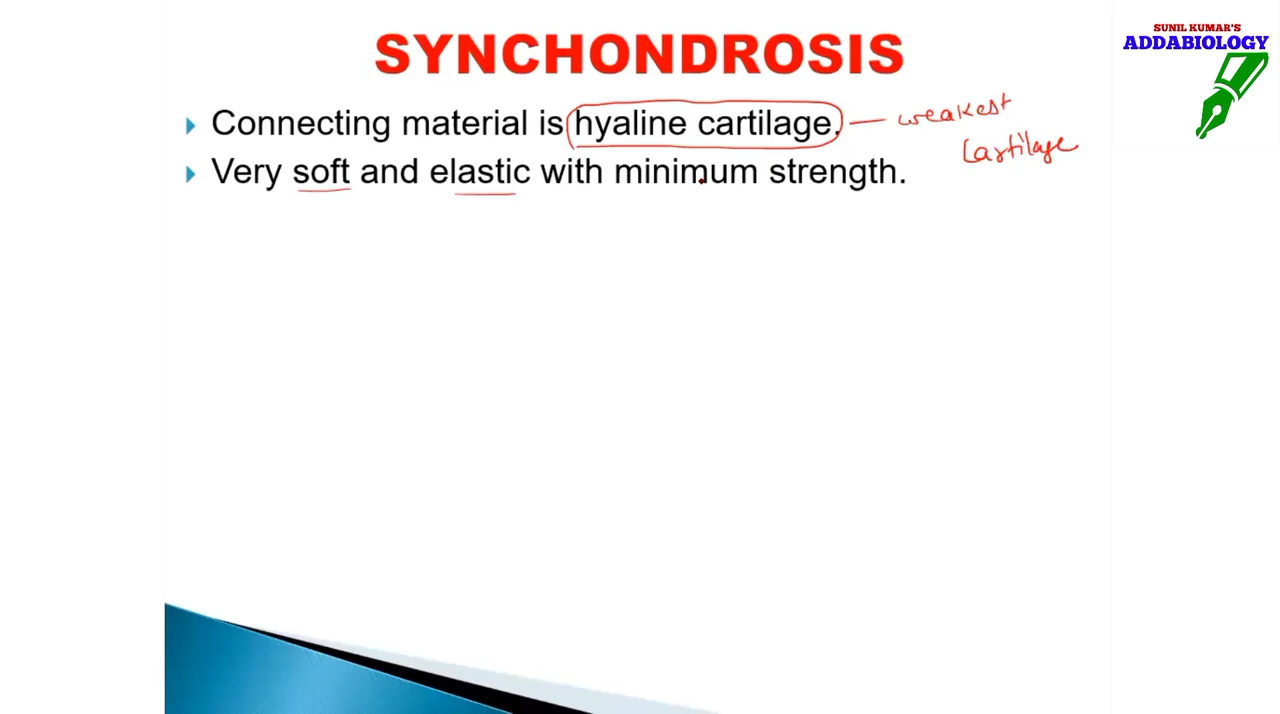 SUNIL KUMAR'S
ADDABIOLOGY
SYNCHONDROSIS
Connecting material is hyaline cartilage. — weakest
cartilage
Very soft and elastic with minimum strength.